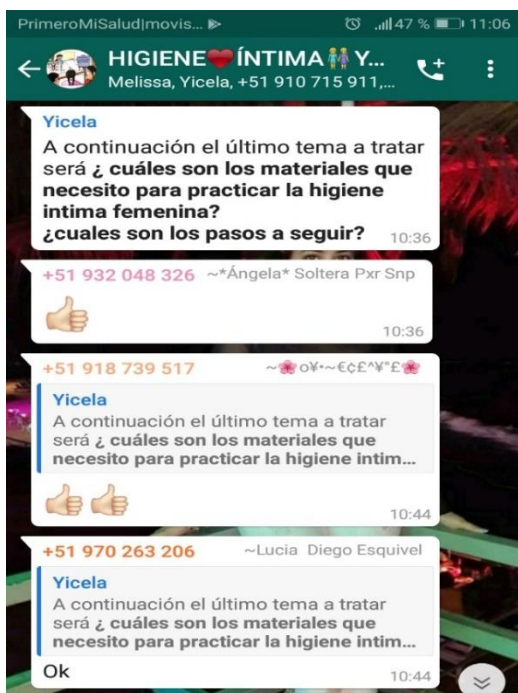 PrimeroMiSalud|movis... 47 % 11:06
HIGIENE❤️ÍNTIMA👭Y...
Melissa, Yicela, +51 910 715 911,...
Yicela
A continuación el último tema a tratar
será ¿ cuáles son los materiales que
necesito para practicar la higiene
intima femenina?
¿cuales son los pasos a seguir? 10:36
+51 932 048 326 ~*Ángela* Soltera Pxr Snp
👍🏻
10:36
+51 918 739 517 ~🌸o¥•~€¢£^¥"£🌸
Yicela
A continuación el último tema a tratar
será ¿ cuáles son los materiales que
necesito para practicar la higiene intim...
👍🏻👍🏻
10:44
+51 970 263 206 ~Lucia Diego Esquivel
Yicela
A continuación el último tema a tratar
será ¿ cuáles son los materiales que
necesito para practicar la higiene intim...
Ok 10:44